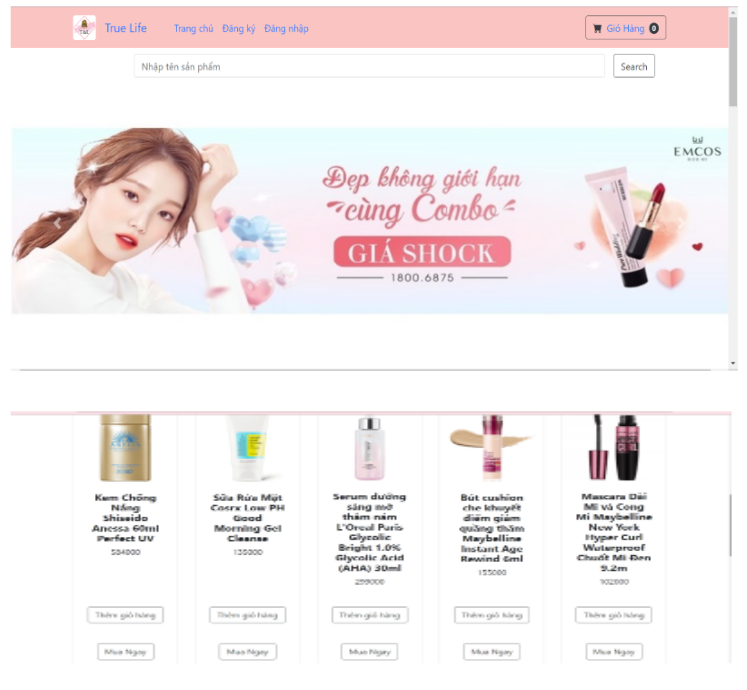 True Life
Trang chủ Đăng ký Đăng nhập
Giỏ Hàng 0
Nhập tên sản phẩm
Search
EMCOS
Đẹp không giới hạn
cùng Combo
GIÁ SHOCK
1800.6875
Kem Chống
Nắng
Shiseido
Anessa 60ml
Perfect UV
Thêm giỏ hàng
Mua Ngay
Sữa Rửa Mặt
Cosrx Low PH
Good
Morning Gel
Cleanse
135000
Thêm giỏ hàng
Mua Ngay
Serum dưỡng
sáng mờ
thâm nám
L'Oreal Paris
Glycolic
Bright 1.0%
Glycolic Acid
(AHA) 30ml
299000
Thêm giỏ hàng
Mua Ngay
Bút cushion
che khuyết
điểm giảm
quầng thâm
Maybelline
Instant Age
Rewind 6ml
155000
Thêm giỏ hàng
Mua Ngay
Mascara Dài
Mi và Cong
Mi Maybelline
New York
Hyper Curl
Waterproof
Chuốt Mi Đen
9.2m
102000
Thêm giỏ hàng
Mua Ngay